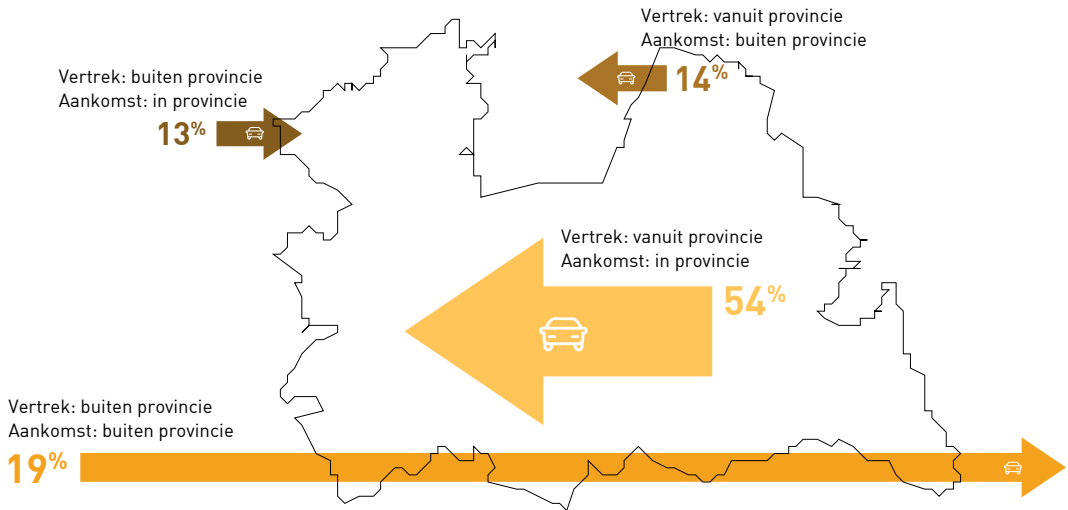 Vertrek: vanuit provincie
Aankomst: buiten provincie
14%
Vertrek: buiten provincie
Aankomst: in provincie
13%
Vertrek: vanuit provincie
Aankomst: in provincie
54%
Vertrek: buiten provincie
Aankomst: buiten provincie
19%